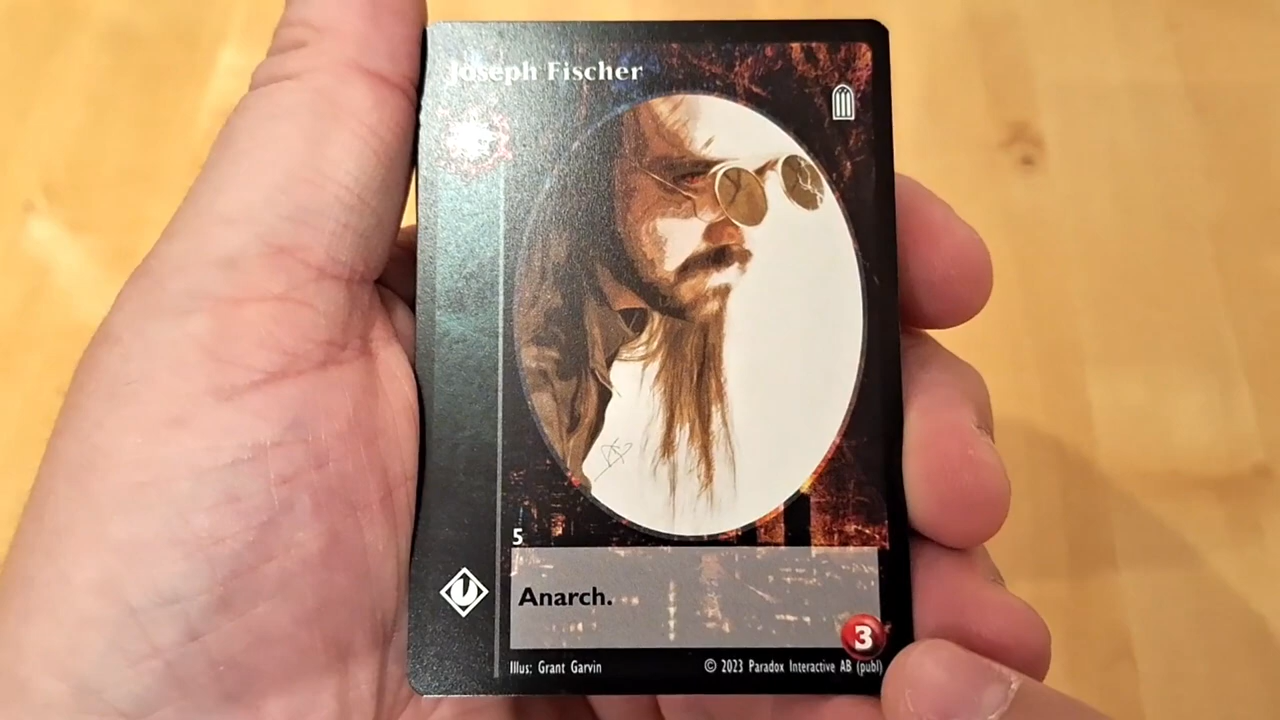 Joseph Fischer
5
Anarch.
3
Illus: Grant Garvin
© 2023 Paradox Interactive AB (publ)